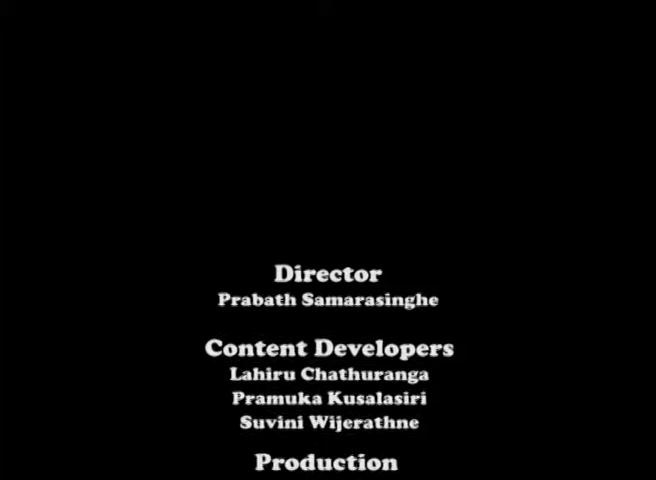 Director
Prabath Samarasinghe
Content Developers
Lahiru Chathuranga
Pramuka Kusalasiri
Suvini Wijerathne
Production